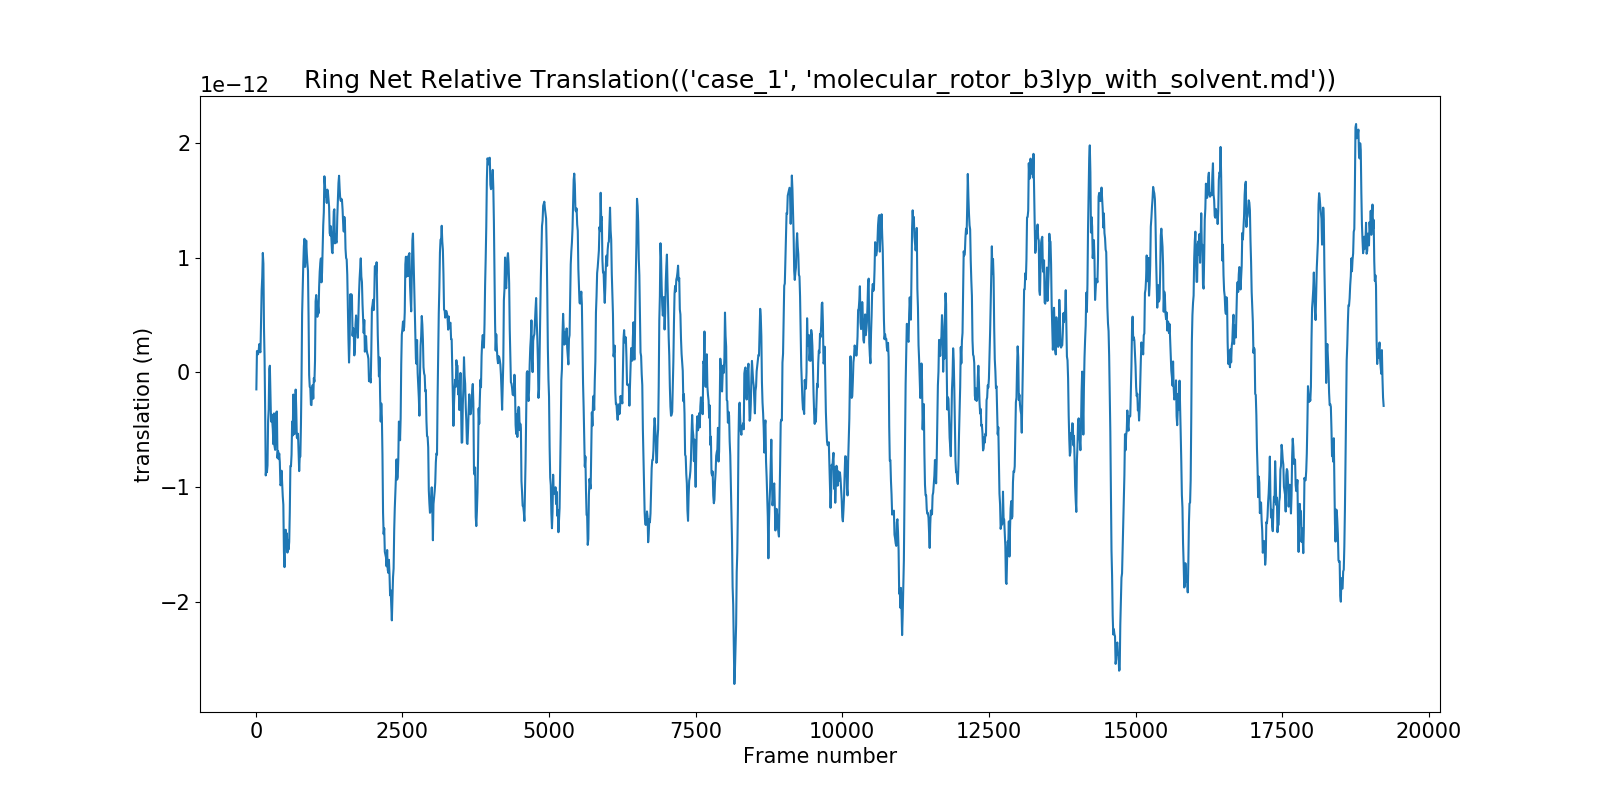 1e−12
Ring Net Relative Translation(('case_1', 'molecular_rotor_b3lyp_with_solvent.md'))
2
1
0
−1
−2
translation (m)
0 2500 5000 7500 10000 12500 15000 17500 20000
Frame number